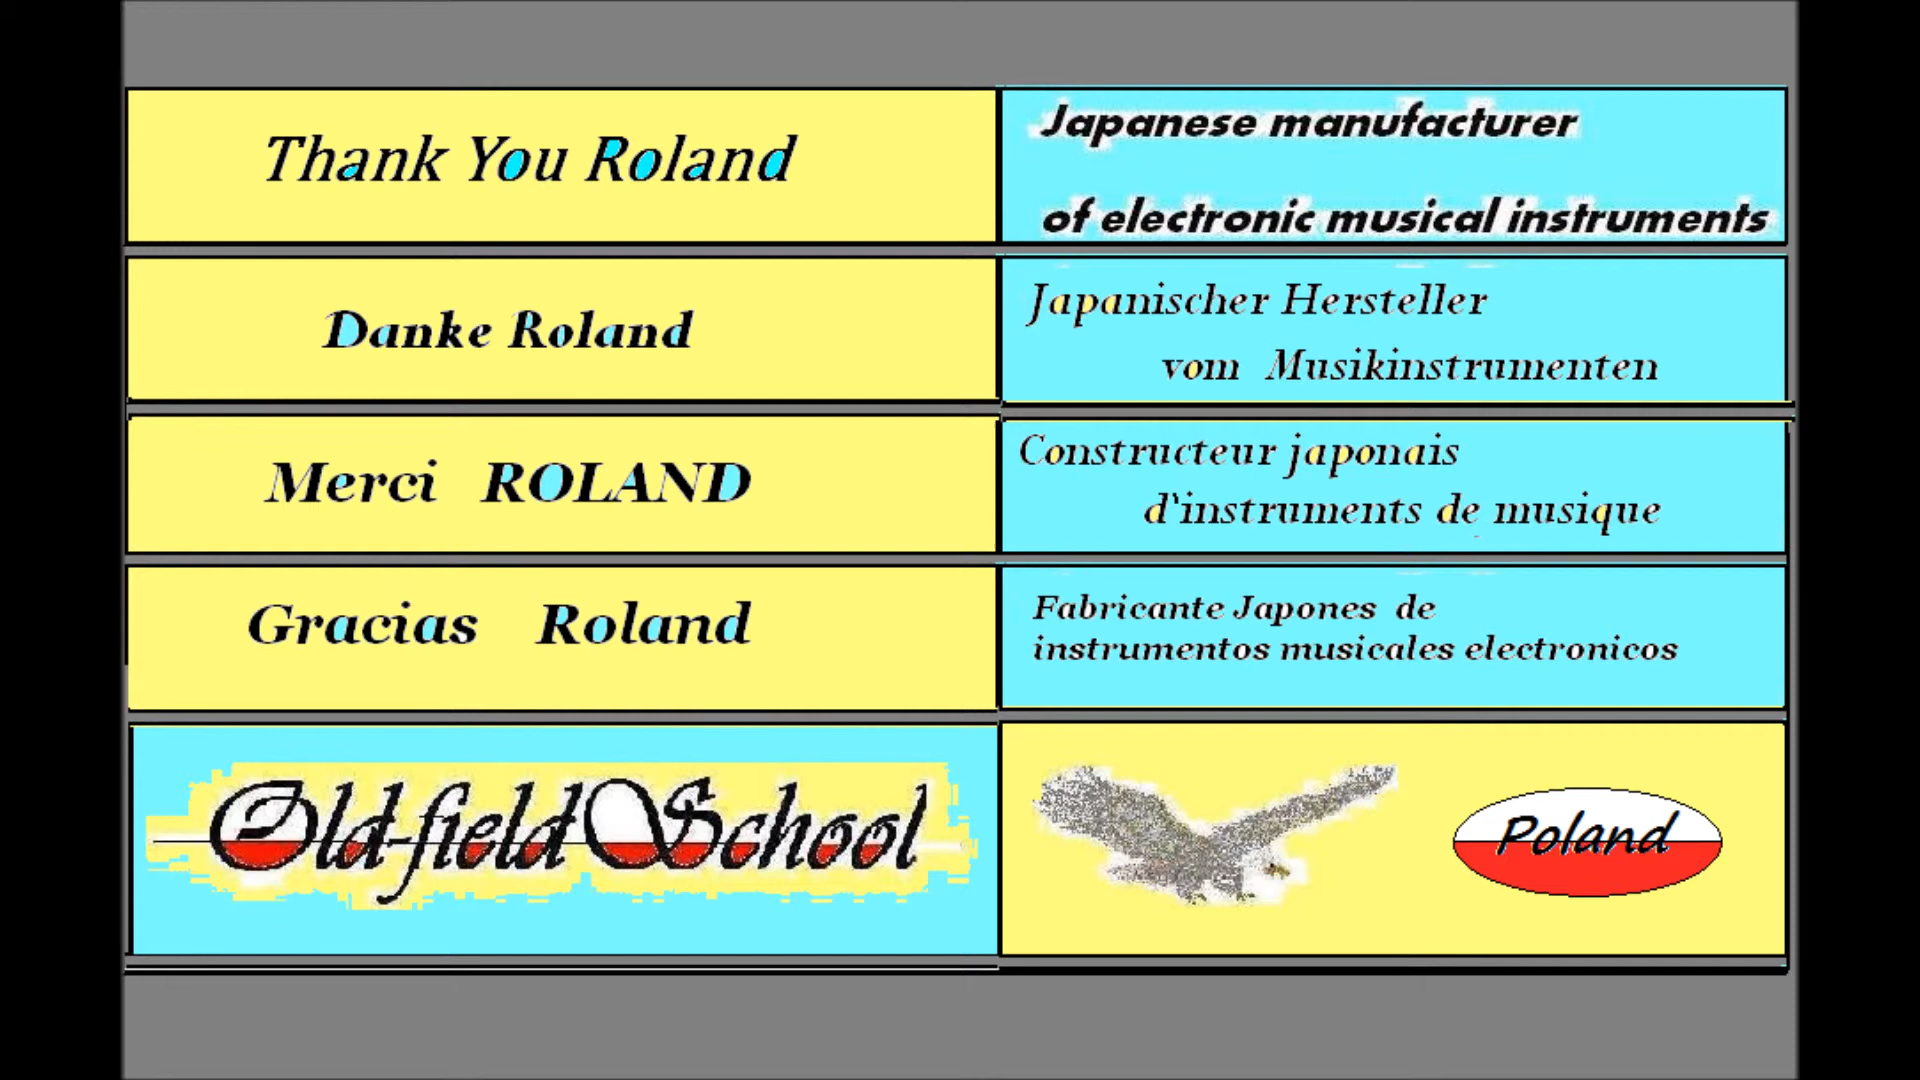 Thank You Roland
Japanese manufacturer
of electronic musical instruments
Danke Roland
Japanischer Hersteller
vom Musikinstrumenten
Merci ROLAND
Constructeur japonais
d'instruments de musique
Gracias Roland
Fabricante Japones de
instrumentos musicales electronicos
Old-field School
Poland